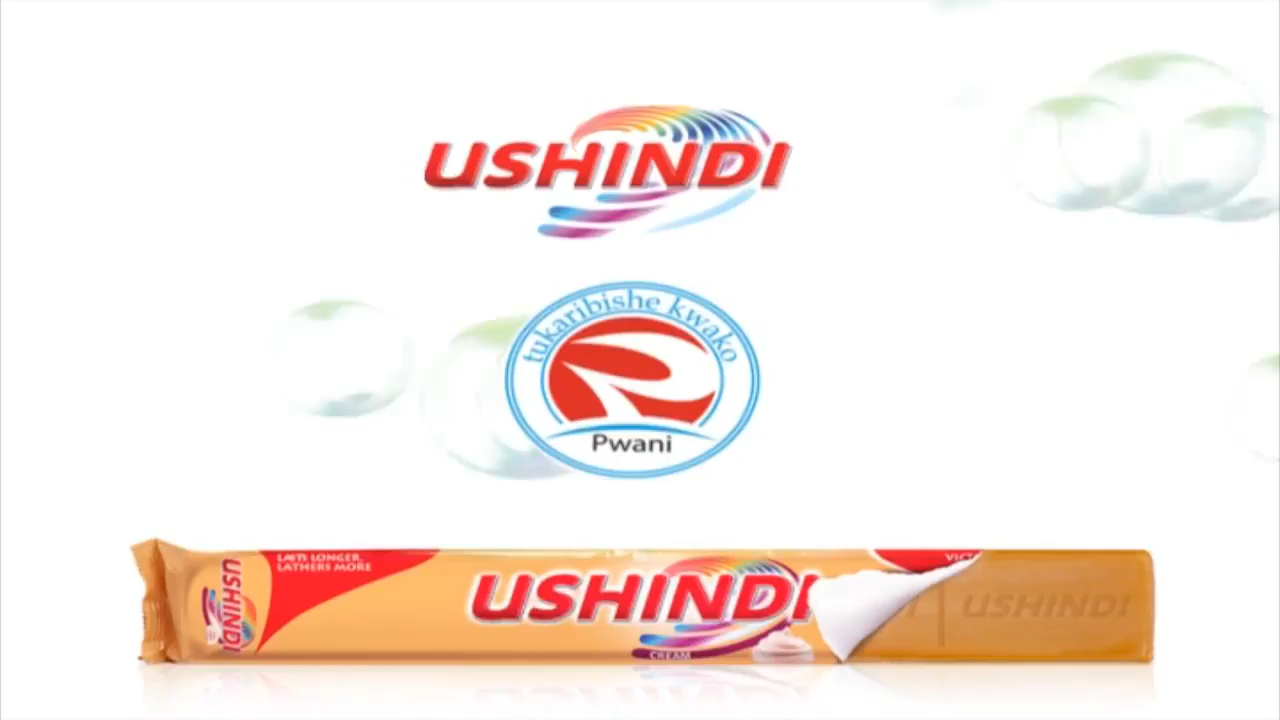 USHINDI
tukaribishe kwako
Pwani
USHINDI
LASTS LONGER,
LATHERS MORE
USHINDI
CREAM
USHINDI